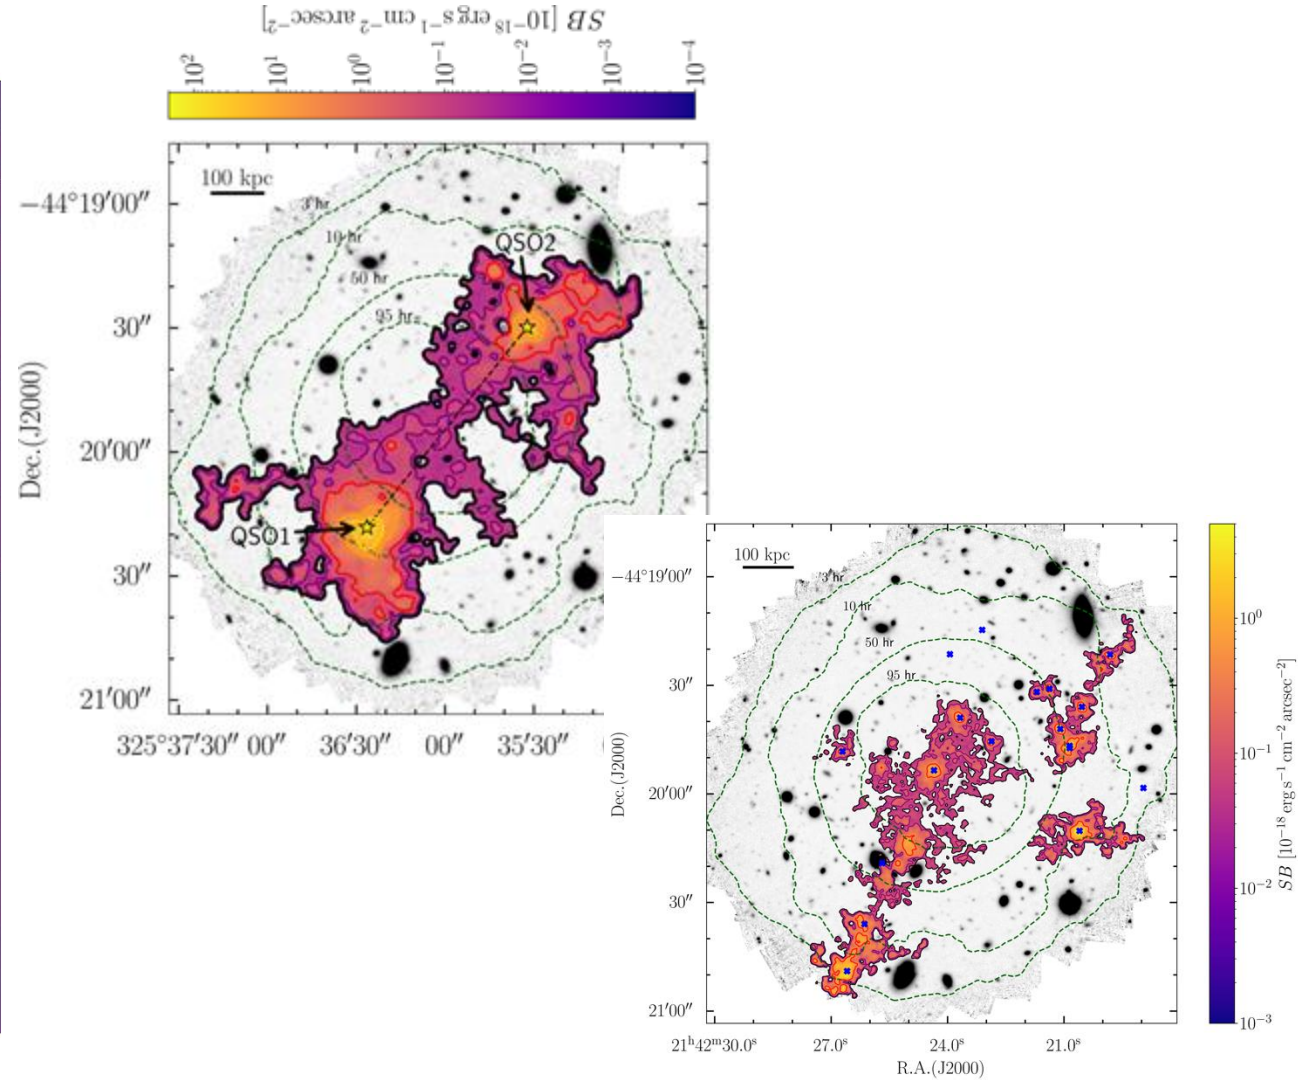 SB [10⁻¹⁸ erg s⁻¹ cm⁻² arcsec⁻²]
10² 10¹ 10⁰ 10⁻¹ 10⁻² 10⁻³ 10⁻⁴
100 kpc
−44°19′00″
3 hr
10 hr
QSO2
50 hr
95 hr
30″
Dec.(J2000)
20′00″
QSO1
30″
21′00″
325°37′30″ 00″ 36′30″ 00″ 35′30″
100 kpc
−44°19′00″
3 hr
10 hr
50 hr
95 hr
30″
Dec.(J2000)
20′00″
30″
21′00″
21ʰ42ᵐ30.0ˢ 27.0ˢ 24.0ˢ 21.0ˢ
R.A.(J2000)
10⁰
10⁻¹
10⁻²
10⁻³
SB [10⁻¹⁸ erg s⁻¹ cm⁻² arcsec⁻²]